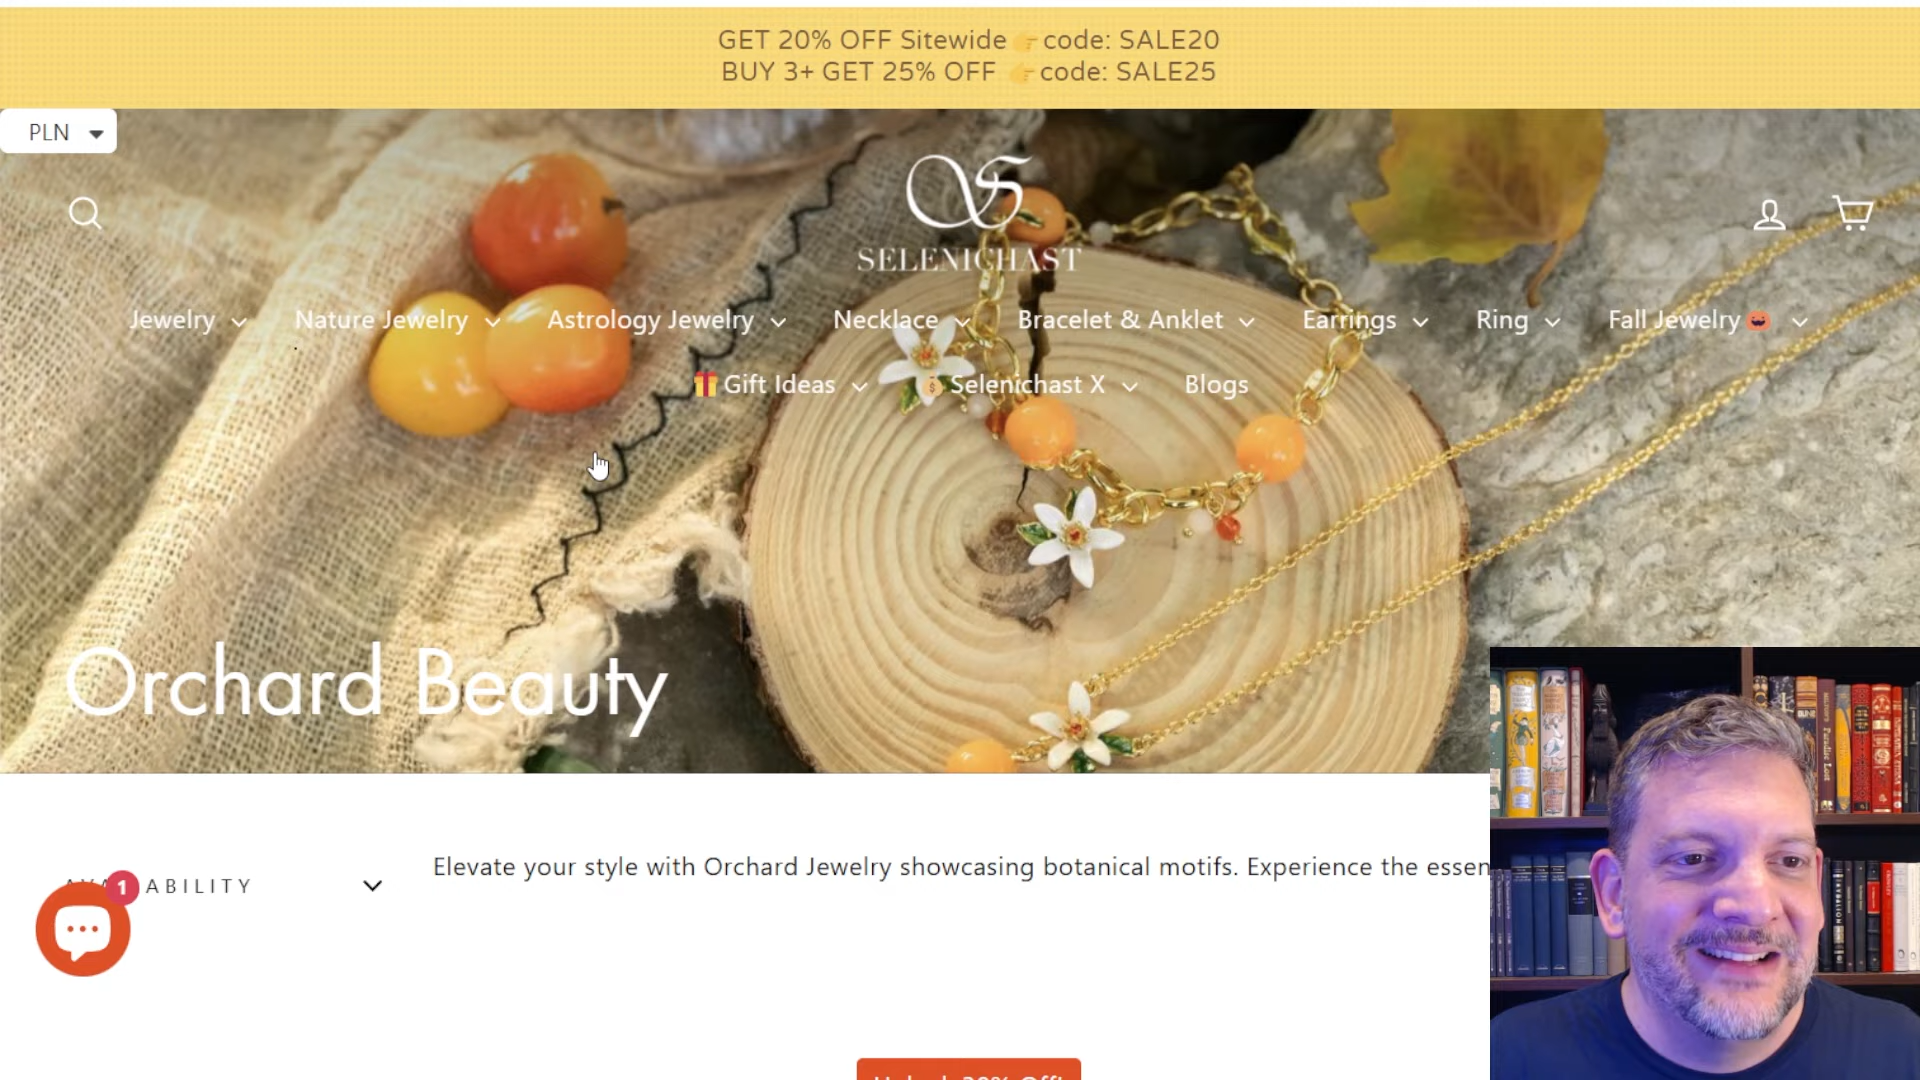 GET 20% OFF Sitewide 👉 code: SALE20
BUY 3+ GET 25% OFF 👉 code: SALE25
PLN
SELENICHAST
Jewelry Nature Jewelry Astrology Jewelry Necklace Bracelet & Anklet Earrings Ring Fall Jewelry🎃
🎁Gift Ideas 💰Selenichast X Blogs
Orchard Beauty
Elevate your style with Orchard Jewelry showcasing botanical motifs. Experience the essen
ABILITY
1
Paradise Lost